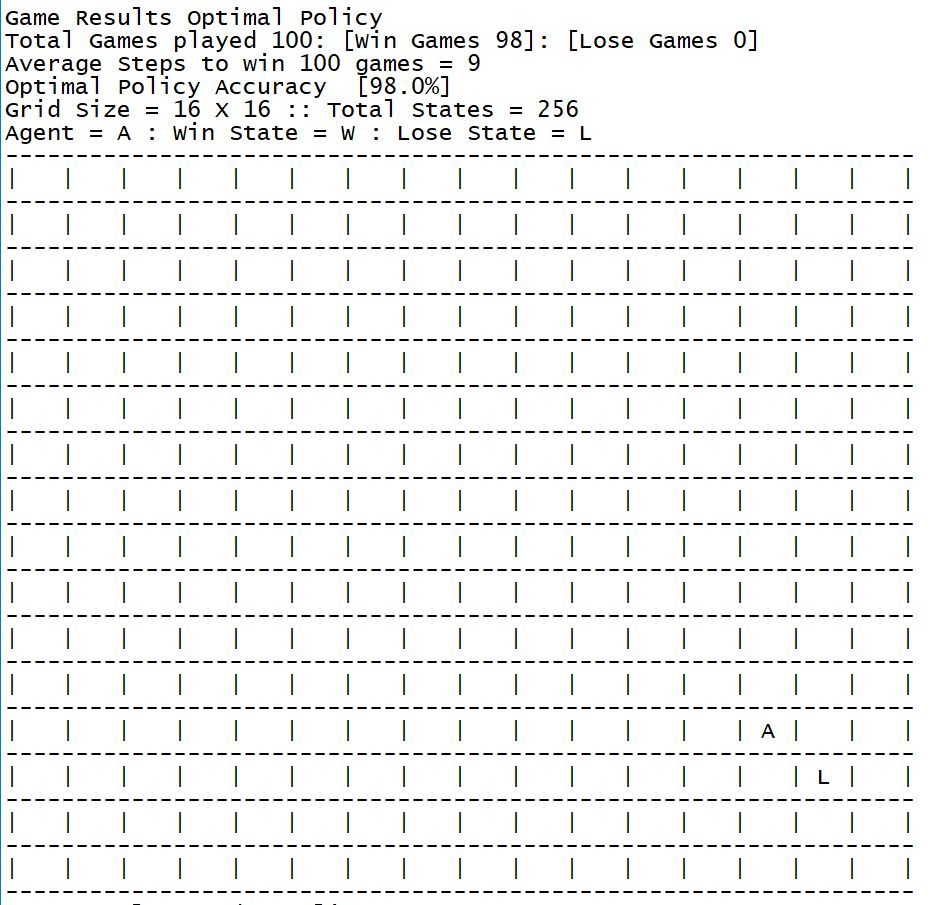 Game Results Optimal Policy
Total Games played 100: [Win Games 98]: [Lose Games 0]
Average Steps to win 100 games = 9
Optimal Policy Accuracy  [98.0%]
Grid Size = 16 X 16 :: Total States = 256
Agent = A : Win State = W : Lose State = L
A
L